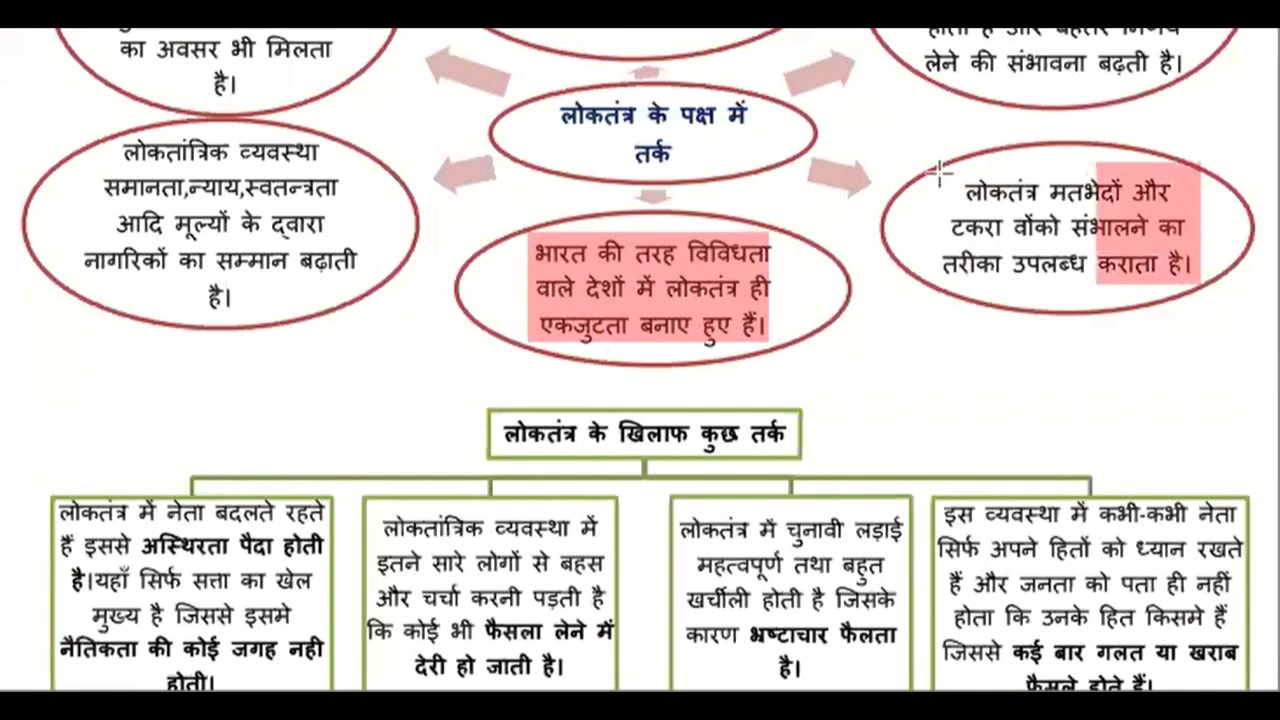 का अवसर भी मिलता
है।
लेने की संभावना बढ़ती है।
लोकतंत्र के पक्ष में
तर्क
लोकतांत्रिक व्यवस्था
समानता,न्याय,स्वतन्त्रता
आदि मूल्यों के द्वारा
नागरिकों का सम्मान बढ़ाती
है।
भारत की तरह विविधता
वाले देशों में लोकतंत्र ही
एकजुटता बनाए हुए हैं।
लोकतंत्र मतभेदों और
टकरा वोंको संभालने का
तरीका उपलब्ध कराता है।
लोकतंत्र के खिलाफ कुछ तर्क
लोकतंत्र में नेता बदलते रहते
हैं इससे अस्थिरता पैदा होती
है।यहाँ सिर्फ सत्ता का खेल
मुख्य है जिससे इसमे
नैतिकता की कोई जगह नही
होती।
लोकतांत्रिक व्यवस्था में
इतने सारे लोगों से बहस
और चर्चा करनी पड़ती है
कि कोई भी फैसला लेने में
देरी हो जाती है।
लोकतंत्र में चुनावी लड़ाई
महत्वपूर्ण तथा बहुत
खर्चीली होती है जिसके
कारण भ्रष्टाचार फैलता
है।
इस व्यवस्था में कभी-कभी नेता
सिर्फ अपने हितों को ध्यान रखते
हैं और जनता को पता ही नहीं
होता कि उनके हित किसमे हैं
जिससे कई बार गलत या खराब
फैसले होते हैं।